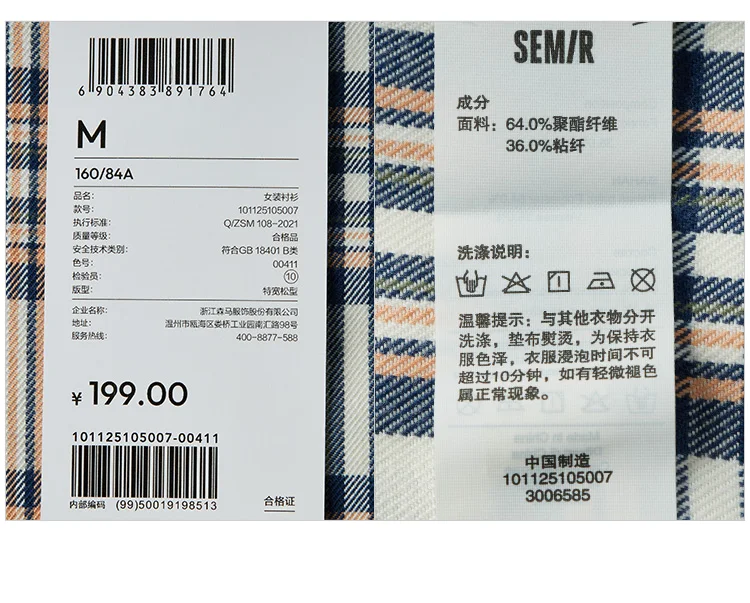 6 904383 891764
M
160/84A
品名: 女装衬衫
款号: 101125105007
执行标准: Q/ZSM 108-2021
质量等级: 合格品
安全技术类别: 符合GB 18401 B类
色号: 00411
检验员: 10
版型: 特宽松型
企业名称: 浙江森马服饰股份有限公司
地址: 温州市瓯海区娄桥工业园南汇路98号
服务热线: 400-8877-588
¥ 199.00
101125105007-00411
内部编码 (99)50019198513
合格证
SEM/R
成分
面料: 64.0%聚酯纤维
36.0%粘纤
洗涤说明:
温馨提示: 与其他衣物分开
洗涤, 垫布熨烫, 为保持衣
服色泽, 衣服浸泡时间不可
超过10分钟, 如有轻微褪色
属正常现象。
中国制造
101125105007
3006585